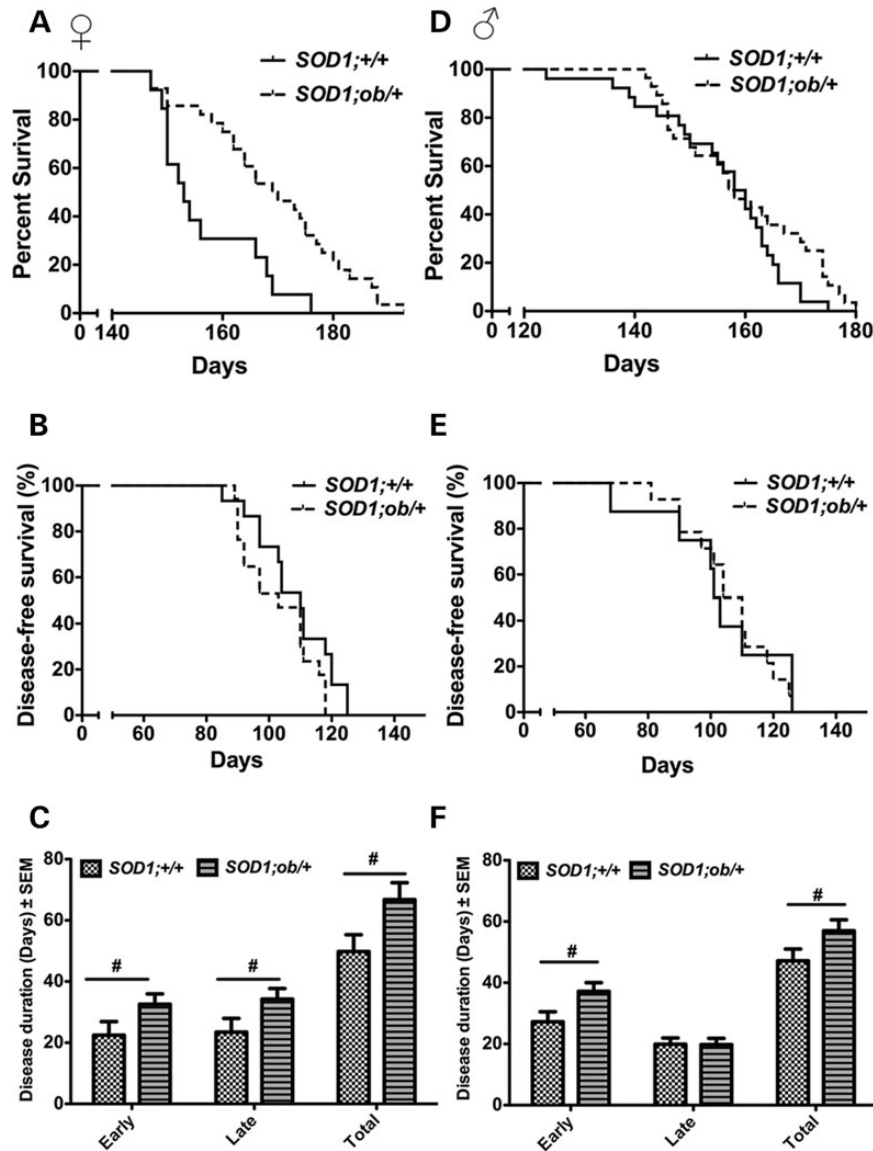 A ♀
SOD1;+/+
SOD1;ob/+
Percent Surival
100
80
60
40
20
0
0 140 160 180
Days
D ♂
SOD1;+/+
SOD1;ob/+
Percent Surival
100
80
60
40
20
0
0 120 140 160 180
Days
B
SOD1;+/+
SOD1;ob/+
Disease-free survival (%)
100
80
60
40
20
0
0 60 80 100 120 140
Days
E
SOD1;+/+
SOD1;ob/+
Disease-free survival (%)
100
80
60
40
20
0
0 60 80 100 120 140
Days
C
SOD1;+/+ SOD1;ob/+
Disease duration (Days) ± SEM
80
60
40
20
0
# # #
Early Late Total
F
SOD1;+/+ SOD1;ob/+
Disease duration (Days) ± SEM
80
60
40
20
0
# #
Early Late Total